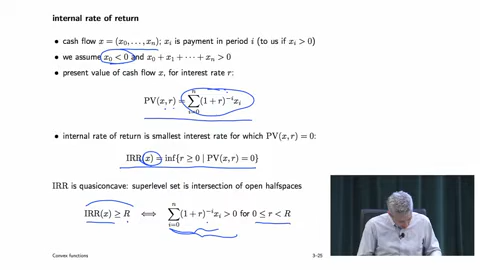 internal rate of return
• cash flow x = (x₀, . . . , xₙ); xᵢ is payment in period i (to us if xᵢ > 0)
• we assume x₀ < 0 and x₀ + x₁ + · · · + xₙ > 0
• present value of cash flow x, for interest rate r:
PV(x, r) = ∑ᵢ₌₀ⁿ (1 + r)⁻ⁱxᵢ
• internal rate of return is smallest interest rate for which PV(x, r) = 0:
IRR(x) = inf{r ≥ 0 | PV(x, r) = 0}
IRR is quasiconcave: superlevel set is intersection of open halfspaces
IRR(x) ≥ R ⟺ ∑ᵢ₌₀ⁿ (1 + r)⁻ⁱxᵢ > 0 for 0 ≤ r < R
Convex functions 3–25